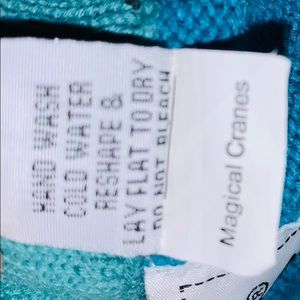 HAND WASH
COLD WATER
RESHAPE &
LAY FLAT TO DRY
DO NOT BLEACH
Magical Cranes
®